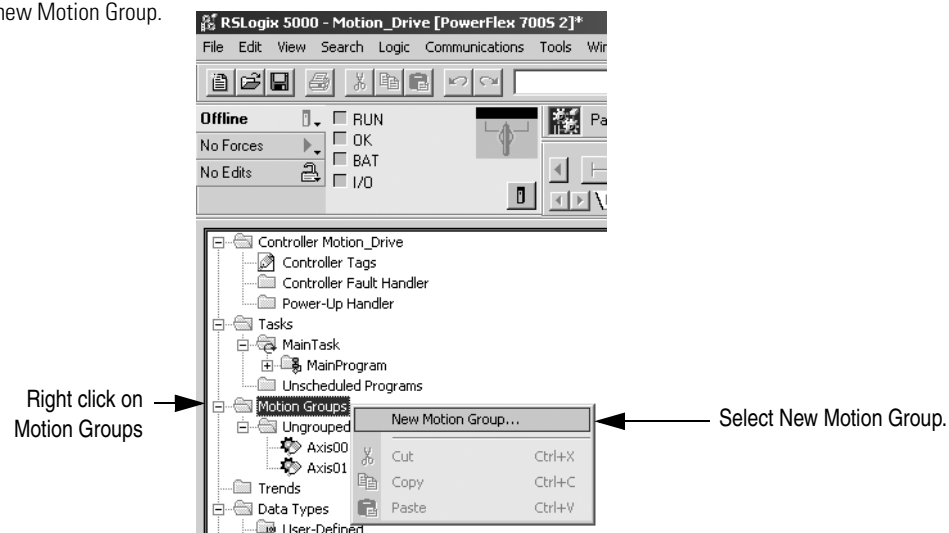 new Motion Group.
RSLogix 5000 - Motion_Drive [PowerFlex 700S 2]*
File Edit View Search Logic Communications Tools
Offline
RUN
No Forces
OK
No Edits
BAT
I/O
Controller Motion_Drive
Controller Tags
Controller Fault Handler
Power-Up Handler
Tasks
MainTask
MainProgram
Unscheduled Programs
Right click on
Motion Groups
Motion Groups
New Motion Group...
Select New Motion Group.
Ungrouped
Axis00
Cut Ctrl+X
Axis01
Copy Ctrl+C
Trends
Data Types
Paste Ctrl+V
User-Defined